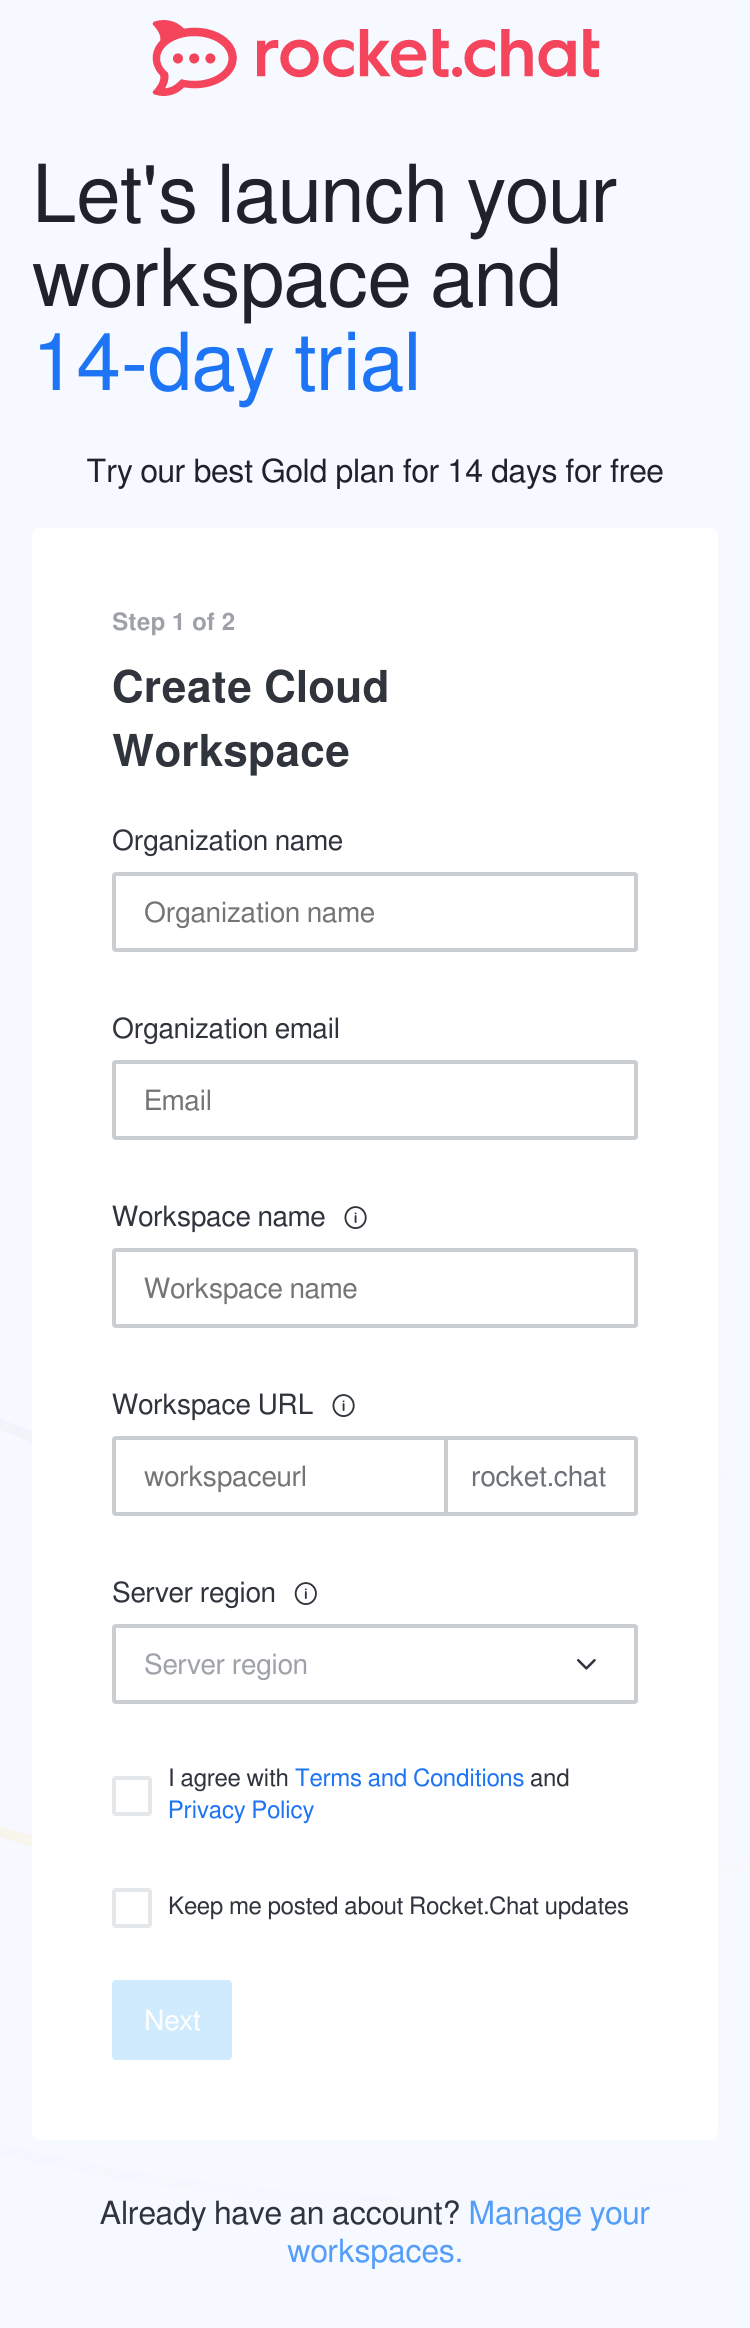 rocket.chat
Let's launch your
workspace and
14-day trial
Try our best Gold plan for 14 days for free
Step 1 of 2
Create Cloud
Workspace
Organization name
Organization name
Organization email
Email
Workspace name
Workspace name
Workspace URL
workspaceurl rocket.chat
Server region
Server region
I agree with Terms and Conditions and
Privacy Policy
Keep me posted about Rocket.Chat updates
Next
Already have an account? Manage your
workspaces.